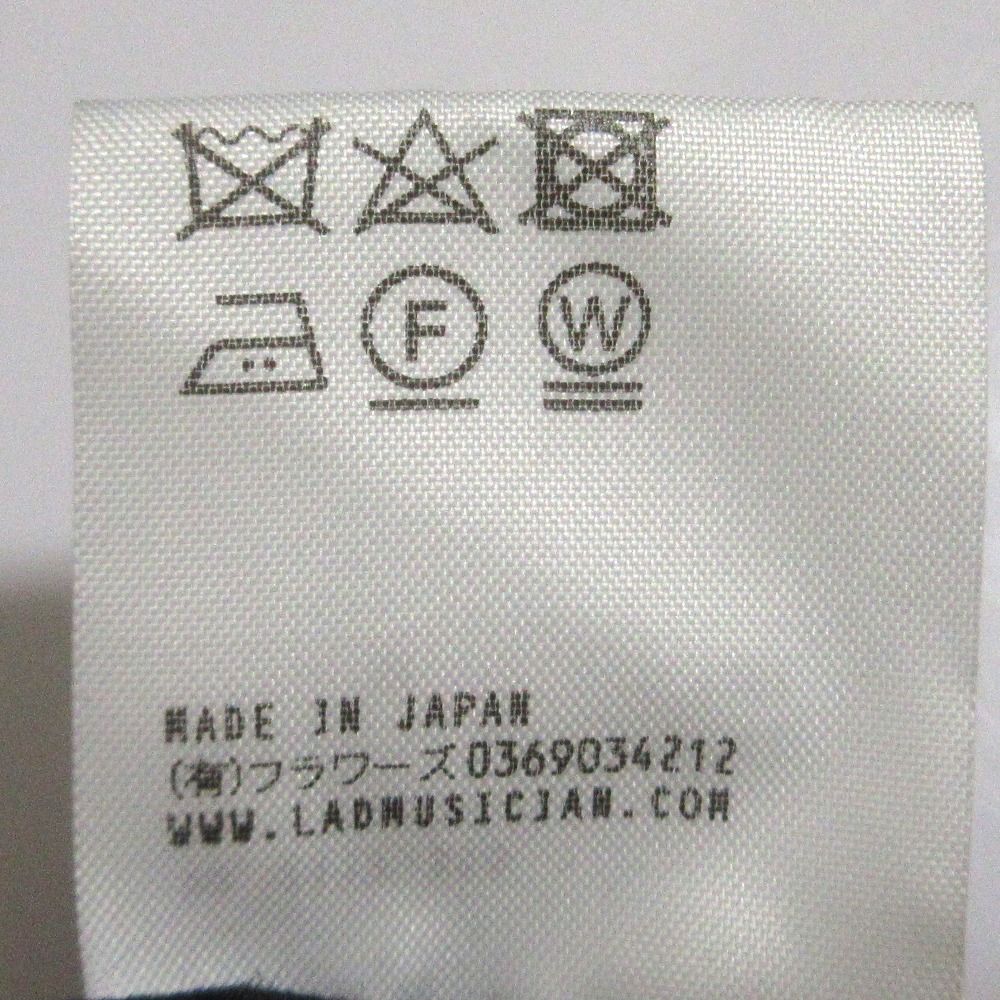 F W
MADE IN JAPAN
(有)フラワーズ0369034212
WWW.LADMUSICJAN.COM